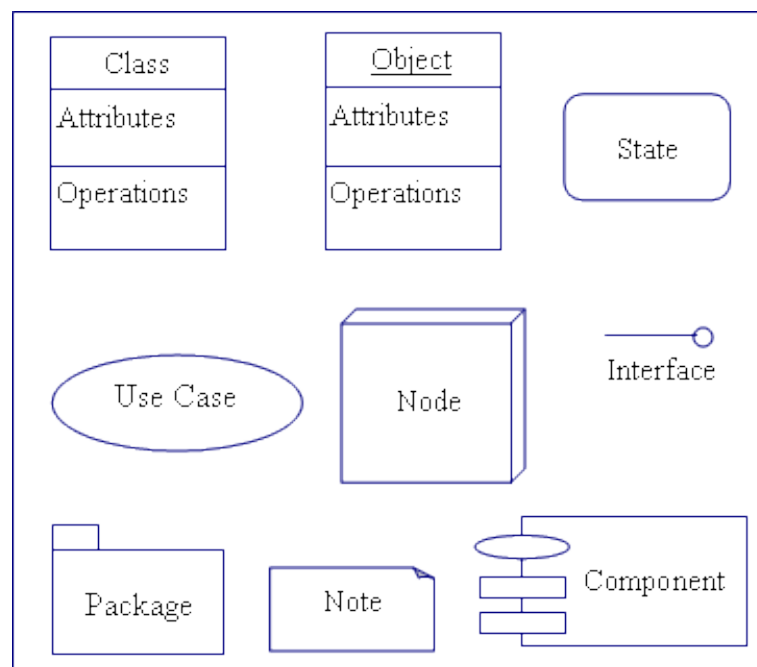 Class
Attributes
Operations
Object
Attributes
Operations
State
Use Case
Node
Interface
Package
Note
Component